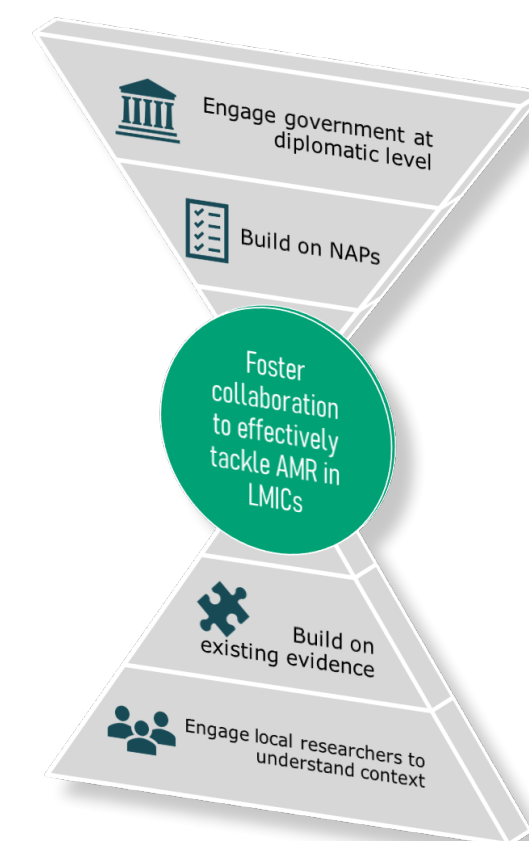 Engage government at
diplomatic level
Build on NAPs
Foster
collaboration
to effectively
tackle AMR in
LMICs
Build on
existing evidence
Engage local researchers to
understand context